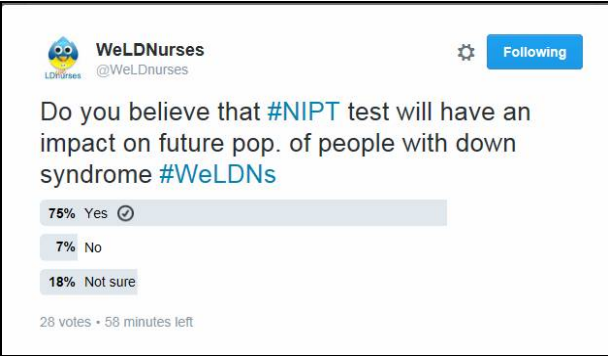 WeLDNurses
@WeLDnurses
LDnurses
Following
Do you believe that #NIPT test will have an
impact on future pop. of people with down
syndrome #WeLDNs
75% Yes
7% No
18% Not sure
28 votes • 58 minutes left